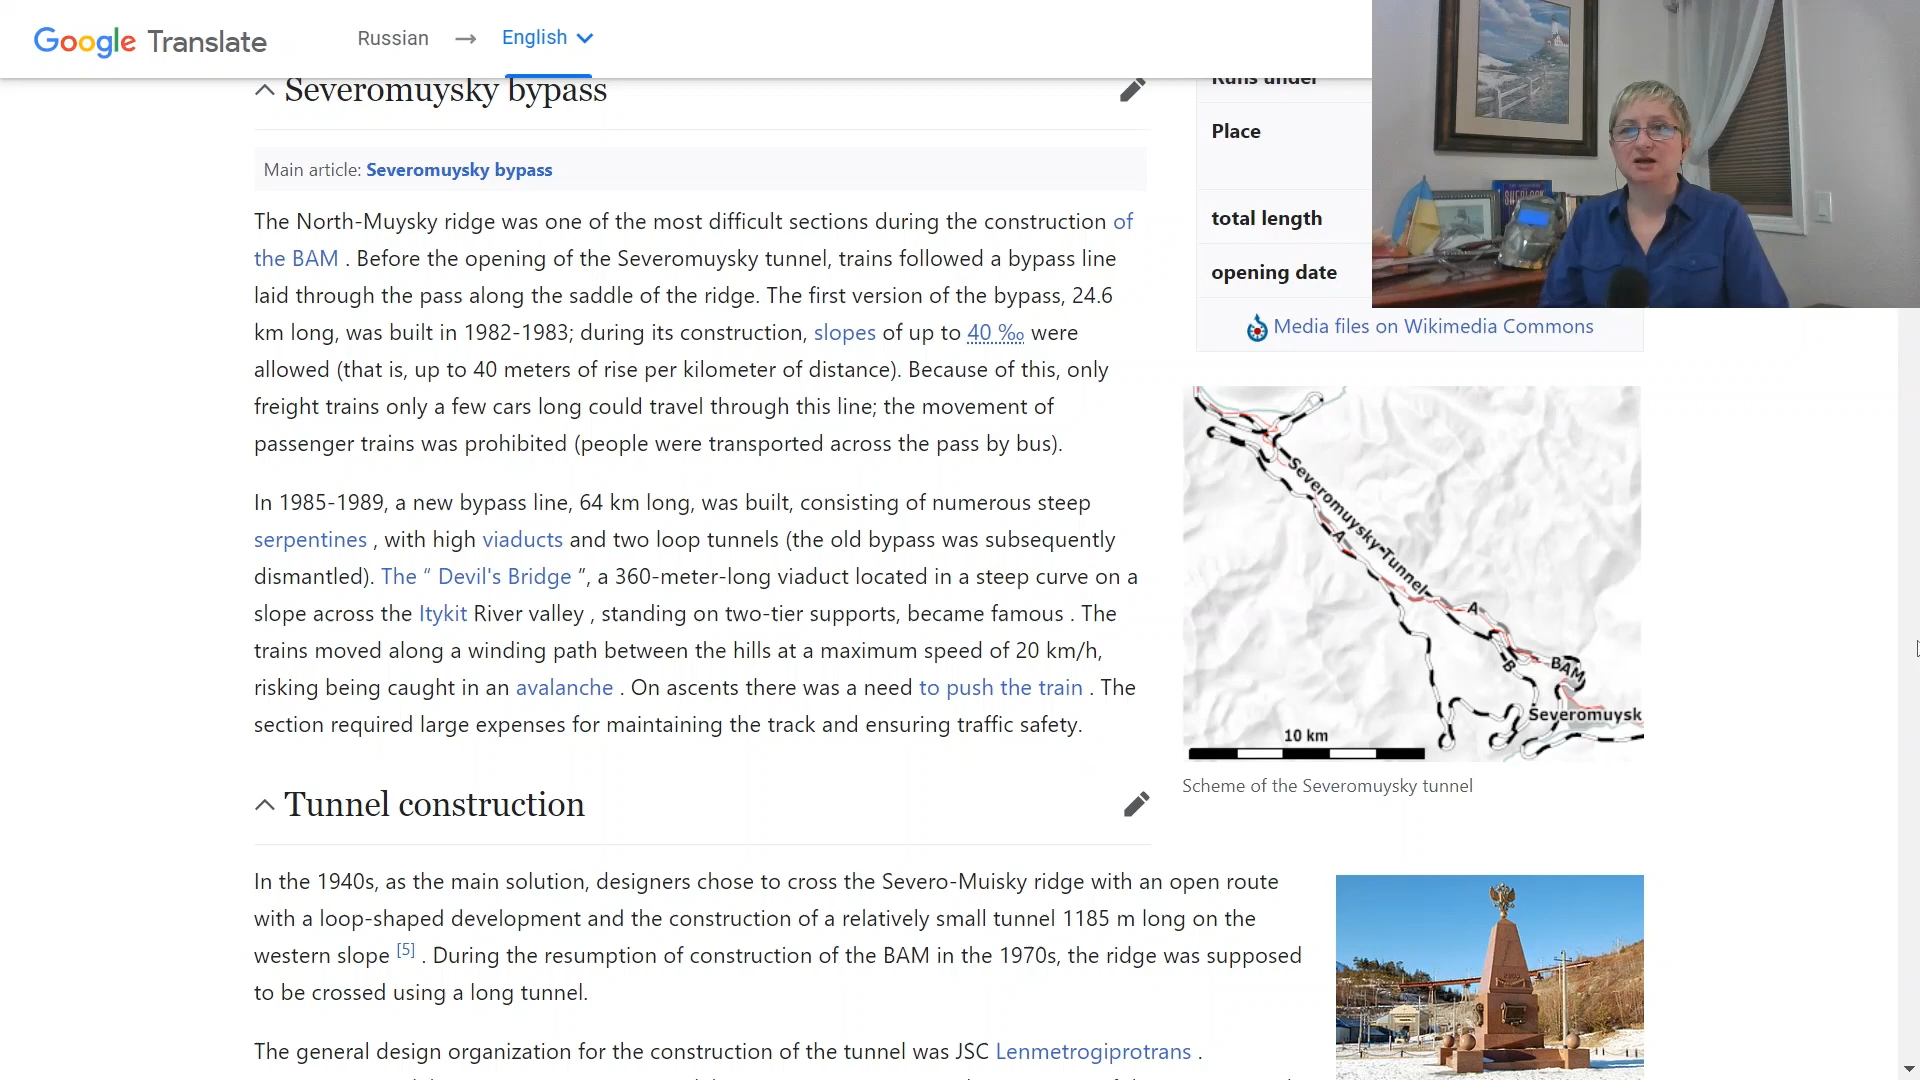 Google Translate
Russian → English
Severomuysky bypass
Main article: Severomuysky bypass
The North-Muysky ridge was one of the most difficult sections during the construction of
the BAM . Before the opening of the Severomuysky tunnel, trains followed a bypass line
laid through the pass along the saddle of the ridge. The first version of the bypass, 24.6
km long, was built in 1982-1983; during its construction, slopes of up to 40 ‰ were
allowed (that is, up to 40 meters of rise per kilometer of distance). Because of this, only
freight trains only a few cars long could travel through this line; the movement of
passenger trains was prohibited (people were transported across the pass by bus).
In 1985-1989, a new bypass line, 64 km long, was built, consisting of numerous steep
serpentines , with high viaducts and two loop tunnels (the old bypass was subsequently
dismantled). The “ Devil's Bridge ”, a 360-meter-long viaduct located in a steep curve on a
slope across the Itykit River valley , standing on two-tier supports, became famous . The
trains moved along a winding path between the hills at a maximum speed of 20 km/h,
risking being caught in an avalanche . On ascents there was a need to push the train . The
section required large expenses for maintaining the track and ensuring traffic safety.
Tunnel construction
In the 1940s, as the main solution, designers chose to cross the Severo-Muisky ridge with an open route
with a loop-shaped development and the construction of a relatively small tunnel 1185 m long on the
western slope [5] . During the resumption of construction of the BAM in the 1970s, the ridge was supposed
to be crossed using a long tunnel.
The general design organization for the construction of the tunnel was JSC Lenmetrogiprotrans .
Runs under
Place
total length
opening date
Media files on Wikimedia Commons
Severomuysky-Tunnel
A
A
B
BAM
Severomuysk
10 km
Scheme of the Severomuysky tunnel
SHERLOCK